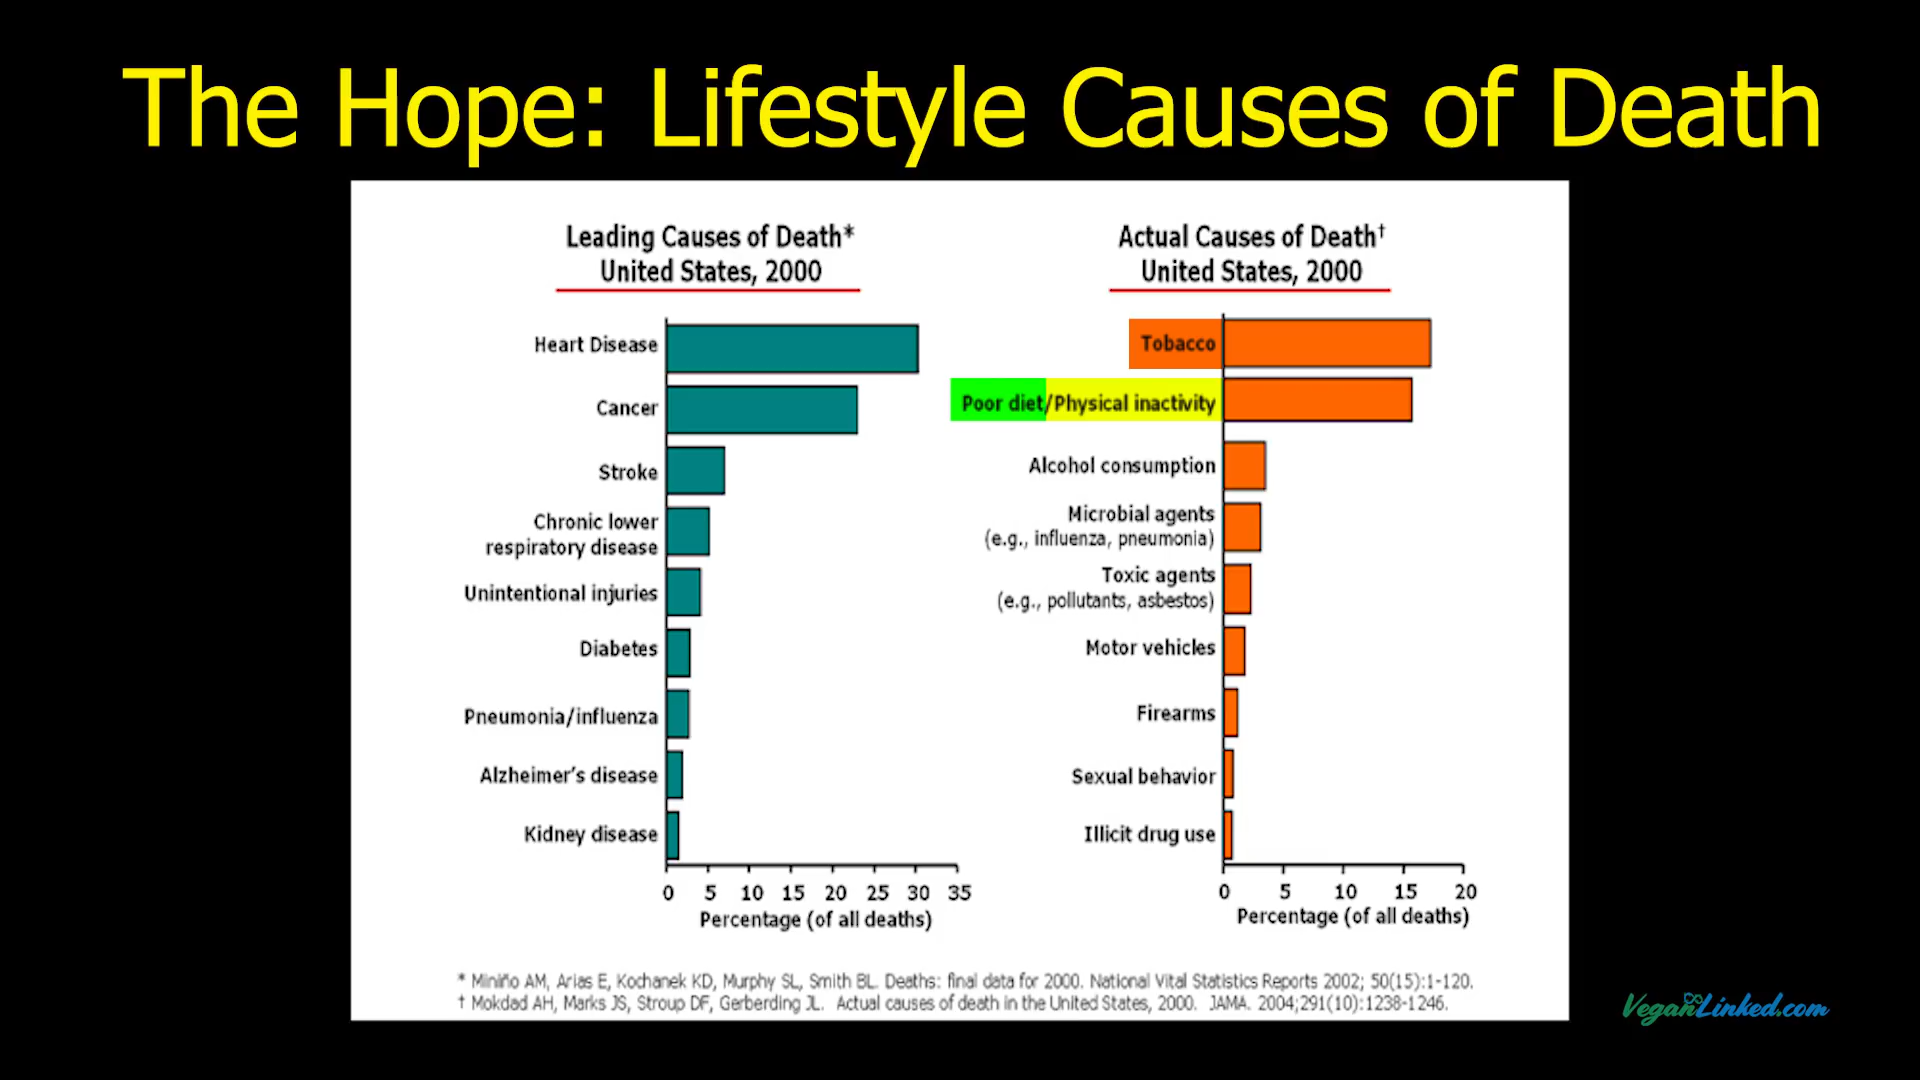 The Hope: Lifestyle Causes of Death
Leading Causes of Death*
United States, 2000
Heart Disease
Cancer
Stroke
Chronic lower
respiratory disease
Unintentional injuries
Diabetes
Pneumonia/influenza
Alzheimer's disease
Kidney disease
0 5 10 15 20 25 30 35
Percentage (of all deaths)
Actual Causes of Death†
United States, 2000
Tobacco
Poor diet/Physical inactivity
Alcohol consumption
Microbial agents
(e.g., influenza, pneumonia)
Toxic agents
(e.g., pollutants, asbestos)
Motor vehicles
Firearms
Sexual behavior
Illicit drug use
0 5 10 15 20
Percentage (of all deaths)
* Miniño AM, Arias E, Kochanek KD, Murphy SL, Smith BL. Deaths: final data for 2000. National Vital Statistics Reports 2002; 50(15):1-120.
† Mokdad AH, Marks JS, Stroup DF, Gerberding JL. Actual causes of death in the United States, 2000. JAMA. 2004;291(10):1238-1246.
VeganLinked.com